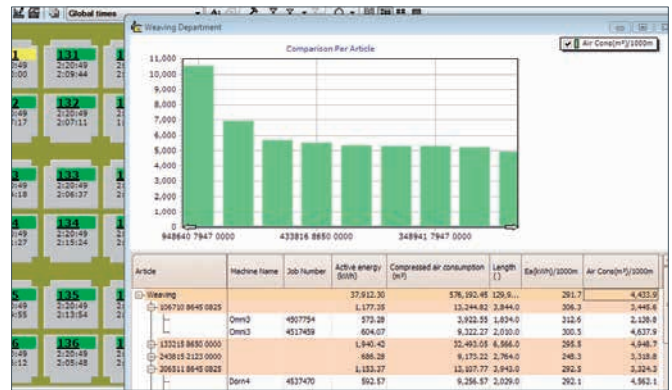 Global times
Weaving Department
131
2:20:49
2:09:44
132
2:20:49
2:07:11
133
2:20:49
2:06:37
134
2:20:49
2:15:24
135
2:20:49
2:13:54
136
2:20:49
2:05:48
Comparison Per Article
Air Cons(m³)/1000m
11,000
10,000
9,000
8,000
7,000
6,000
5,000
4,000
3,000
2,000
1,000
0
948640 7947 0000 433816 8650 0000 348941 7947 0000
Article Machine Name Job Number Active energy (kWh) Compressed air consumption (m³) Length ( ) Ea(kWh)/1000m Air Cons(m³)/1000m
Weaving 37,912.30 576,192.45 129,9... 291.7 4,433.9
106710 8645 0825 1,177.35 13,244.82 3,844.0 306.3 3,445.6
Omni3 4507754 573.28 3,922.55 1,834.0 312.6 2,138.8
Omni3 4517459 604.07 9,322.27 2,010.0 300.5 4,637.9
133215 8650 0000 1,940.42 32,493.05 6,566.0 295.5 4,948.7
243815 2123 0000 686.28 9,173.22 2,764.0 248.3 3,318.8
306511 8645 0825 1,153.37 13,107.77 3,943.0 292.5 3,324.3
Dorn4 4537470 592.57 9,256.57 2,029.0 292.1 4,562.1